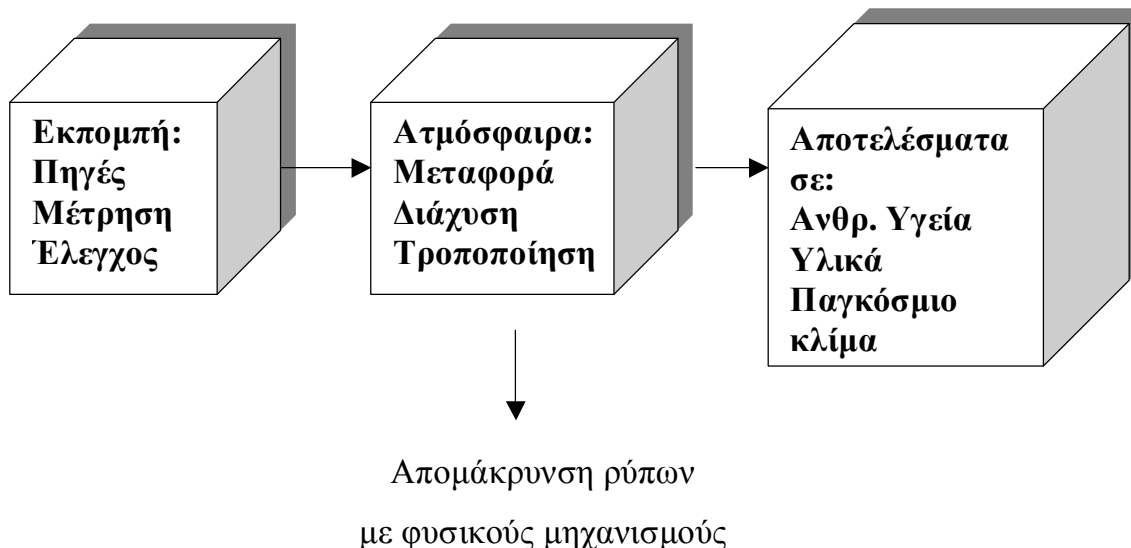 Εκπομπή:
Πηγές
Μέτρηση
Έλεγχος
Ατμόσφαιρα:
Μεταφορά
Διάχυση
Τροποποίηση
Αποτελέσματα
σε:
Ανθρ. Υγεία
Υλικά
Παγκόσμιο
κλίμα
Απομάκρυνση ρύπων
με φυσικούς μηχανισμούς